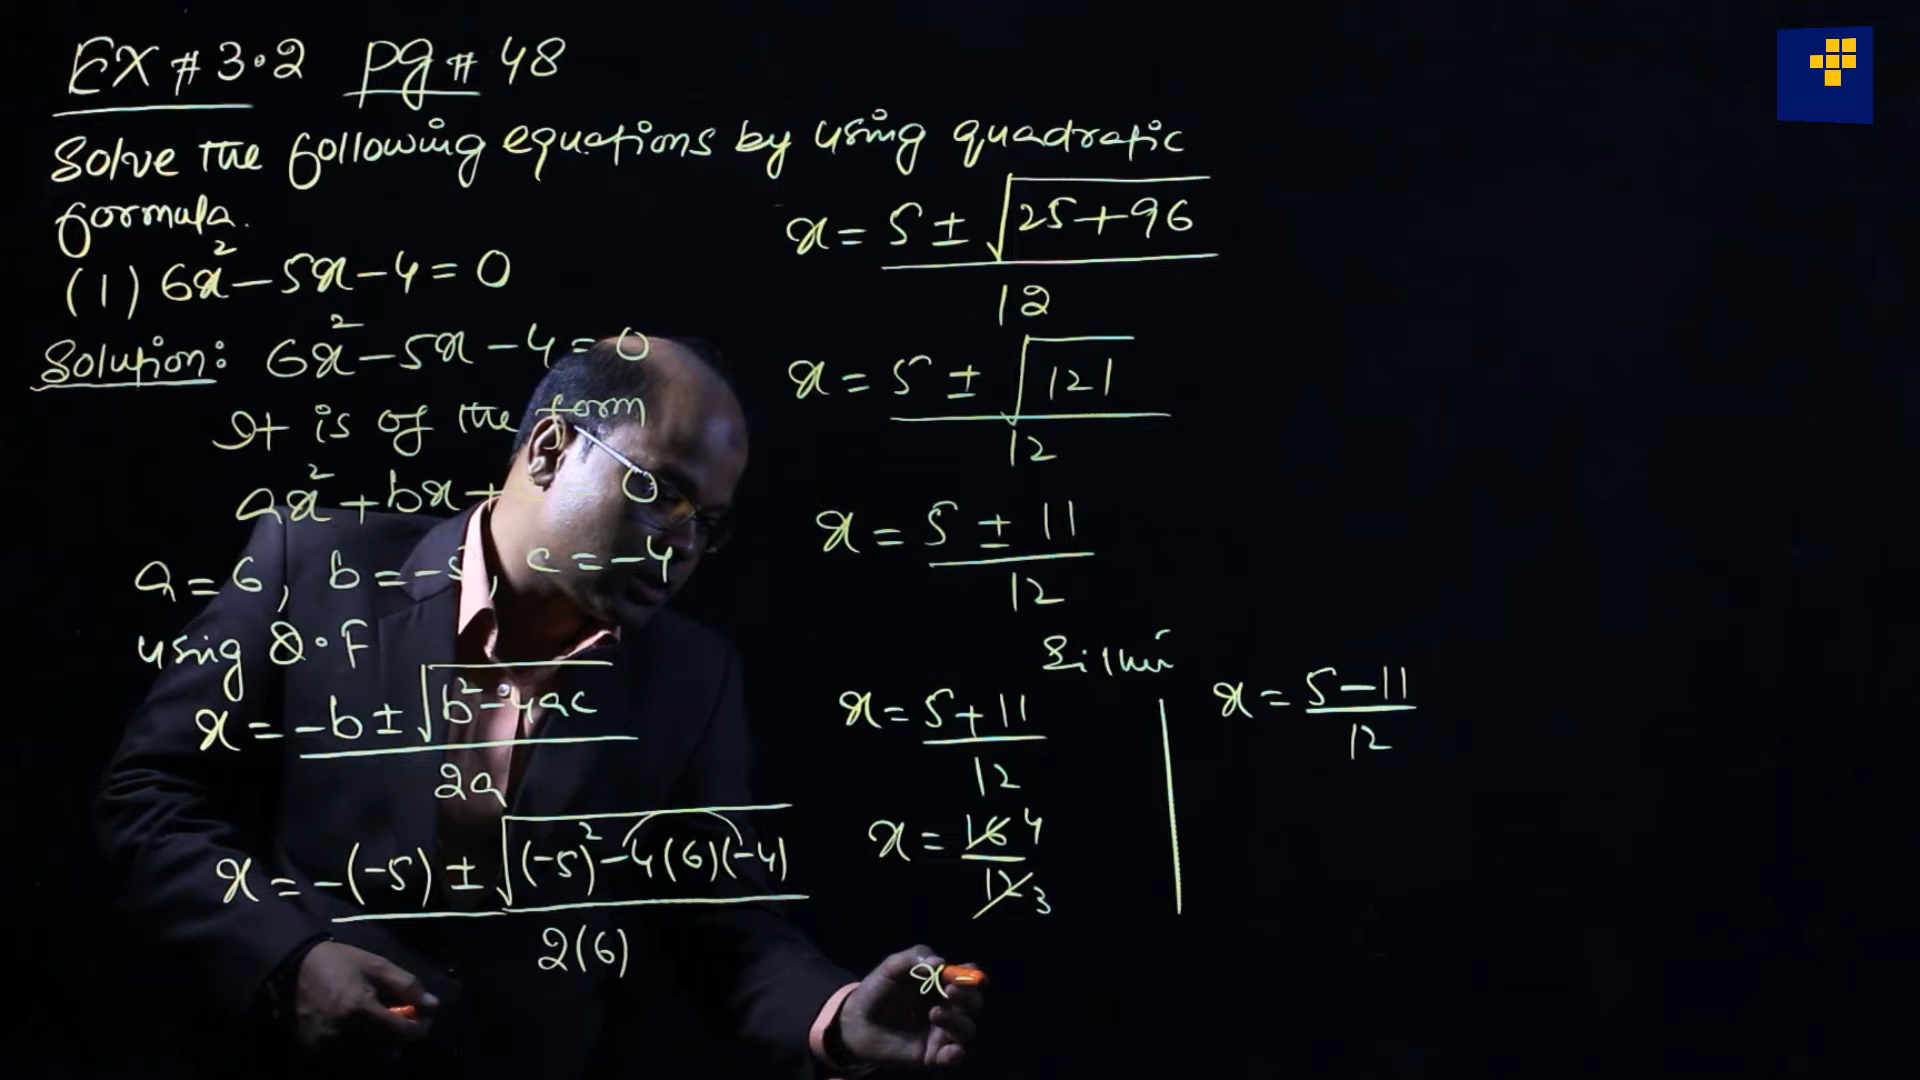 EX # 3.2 pg # 48
Solve the following equations by using quadratic
formula.
(1) 6x² - 5x - 4 = 0
Solution: 6x² - 5x - 4 = 0
It is of the form
ax² + bx + c = 0
a = 6, b = -5, c = -4
using Q.F
x = -b ± √(b² - 4ac) / 2a
x = -(-5) ± √((-5)² - 4(6)(-4)) / 2(6)
x = 5 ± √(25 + 96) / 12
x = 5 ± √121 / 12
x = 5 ± 11 / 12
Either
x = 5 + 11 / 12
x = 16 4 / 12 3
x =
x = 5 - 11 / 12